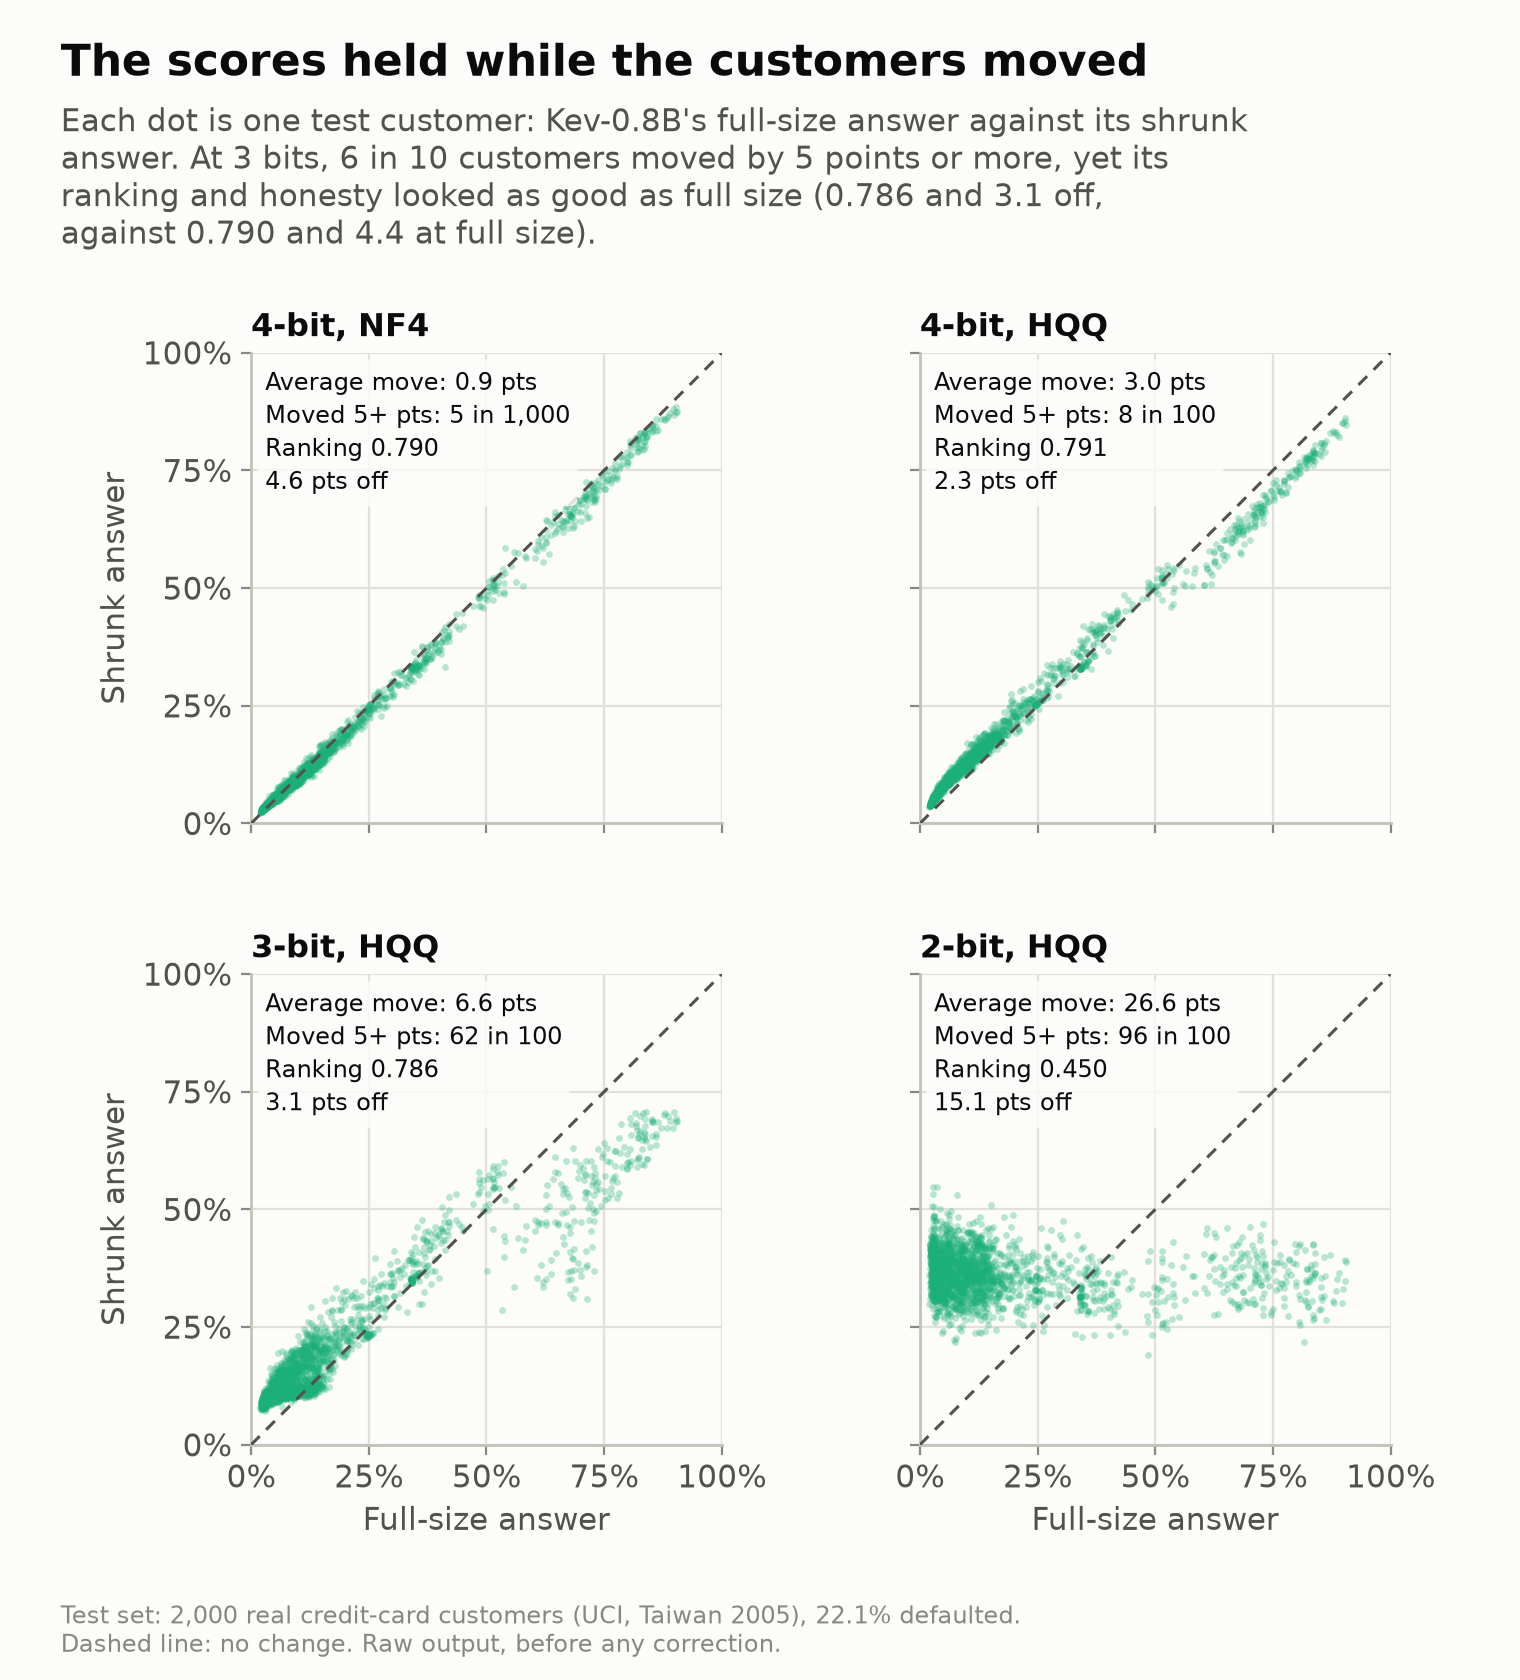 The scores held while the customers moved
Each dot is one test customer: Kev-0.8B's full-size answer against its shrunk
answer. At 3 bits, 6 in 10 customers moved by 5 points or more, yet its
ranking and honesty looked as good as full size (0.786 and 3.1 off,
against 0.790 and 4.4 at full size).
4-bit, NF4
100%
75%
50%
25%
0%
Shrunk answer
Average move: 0.9 pts
Moved 5+ pts: 5 in 1,000
Ranking 0.790
4.6 pts off
4-bit, HQQ
Average move: 3.0 pts
Moved 5+ pts: 8 in 100
Ranking 0.791
2.3 pts off
3-bit, HQQ
100%
75%
50%
25%
0%
Shrunk answer
Average move: 6.6 pts
Moved 5+ pts: 62 in 100
Ranking 0.786
3.1 pts off
0% 25% 50% 75% 100%
Full-size answer
2-bit, HQQ
Average move: 26.6 pts
Moved 5+ pts: 96 in 100
Ranking 0.450
15.1 pts off
0% 25% 50% 75% 100%
Full-size answer
Test set: 2,000 real credit-card customers (UCI, Taiwan 2005), 22.1% defaulted.
Dashed line: no change. Raw output, before any correction.